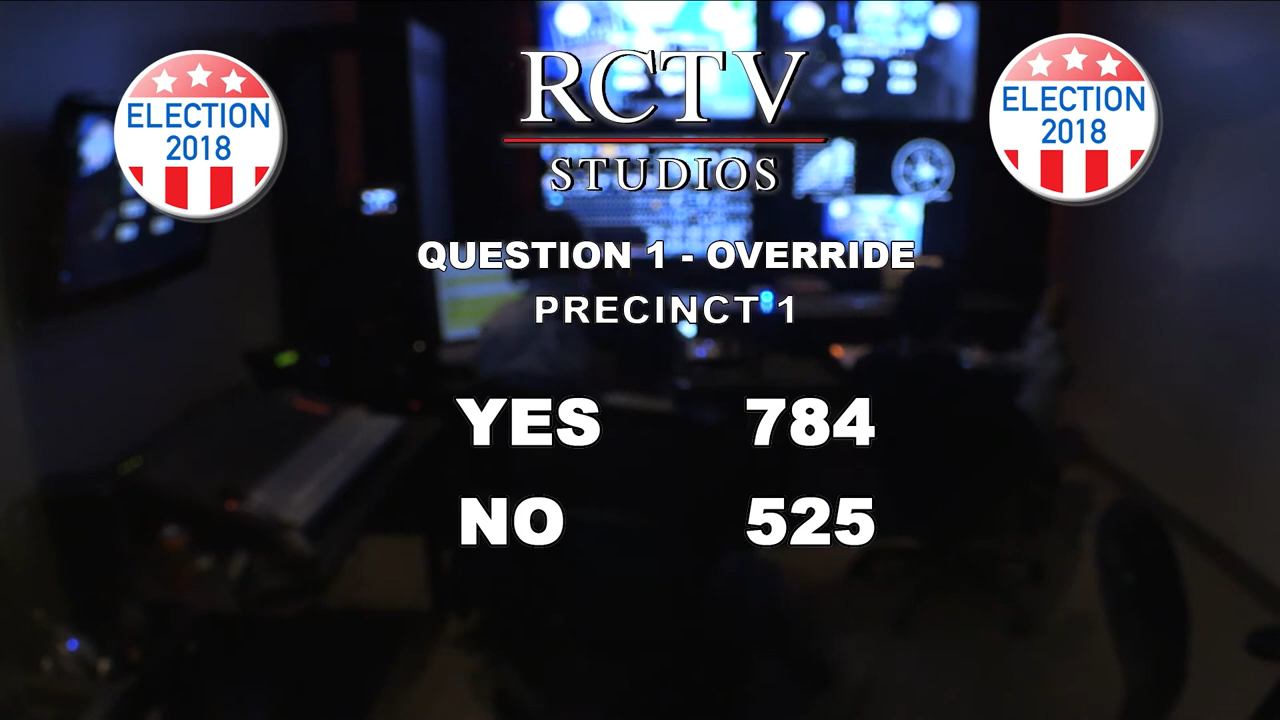 ELECTION
2018
RCTV
STUDIOS
ELECTION
2018
QUESTION 1 - OVERRIDE
PRECINCT 1
YES 784
NO 525